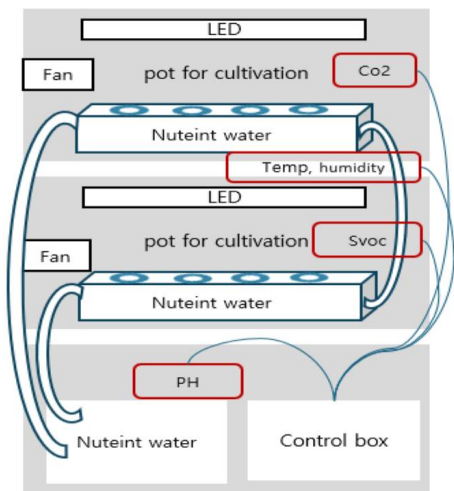 LED
Fan
pot for cultivation
Co2
Nuteint water
Temp, humidity
LED
pot for cultivation
Svoc
Fan
Nuteint water
PH
Nuteint water
Control box